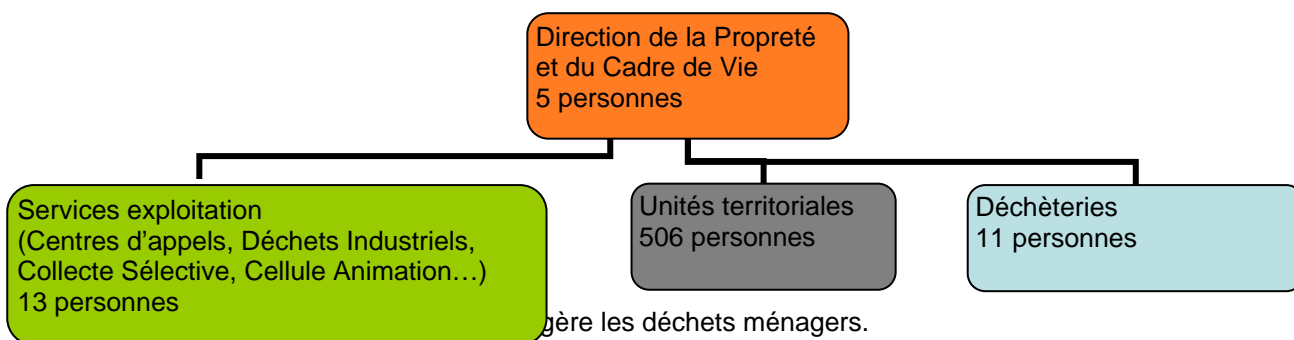 Direction de la Propreté
et du Cadre de Vie
5 personnes
Services exploitation
(Centres d'appels, Déchets Industriels,
Collecte Sélective, Cellule Animation…)
13 personnes
Unités territoriales
506 personnes
Déchèteries
11 personnes
gère les déchets ménagers.